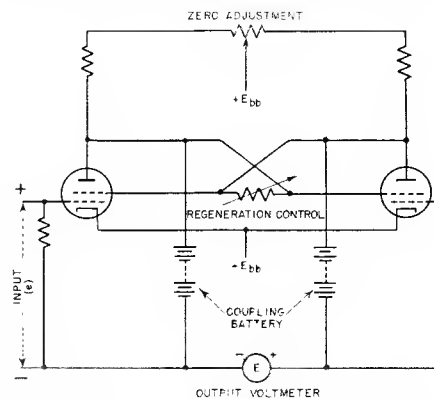 ZERO ADJUSTMENT
+Ebb
+
REGENERATION CONTROL
+Ebb
INPUT
(e)
COUPLING
BATTERY
-
- E +
OUTPUT VOLTMETER